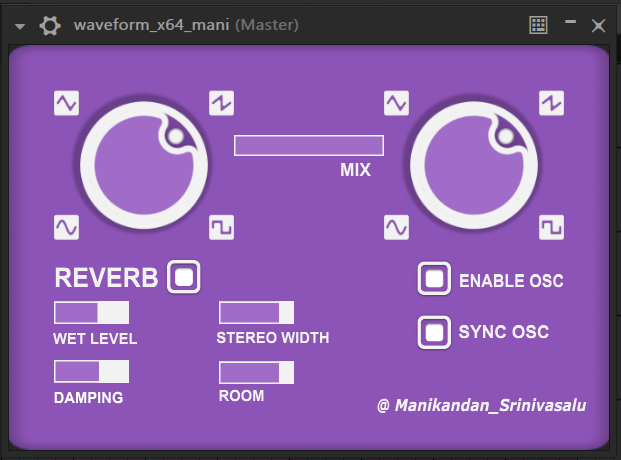 waveform_x64_mani (Master)
MIX
REVERB
ENABLE OSC
WET LEVEL
STEREO WIDTH
SYNC OSC
DAMPING
ROOM
@ Manikandan_Srinivasalu